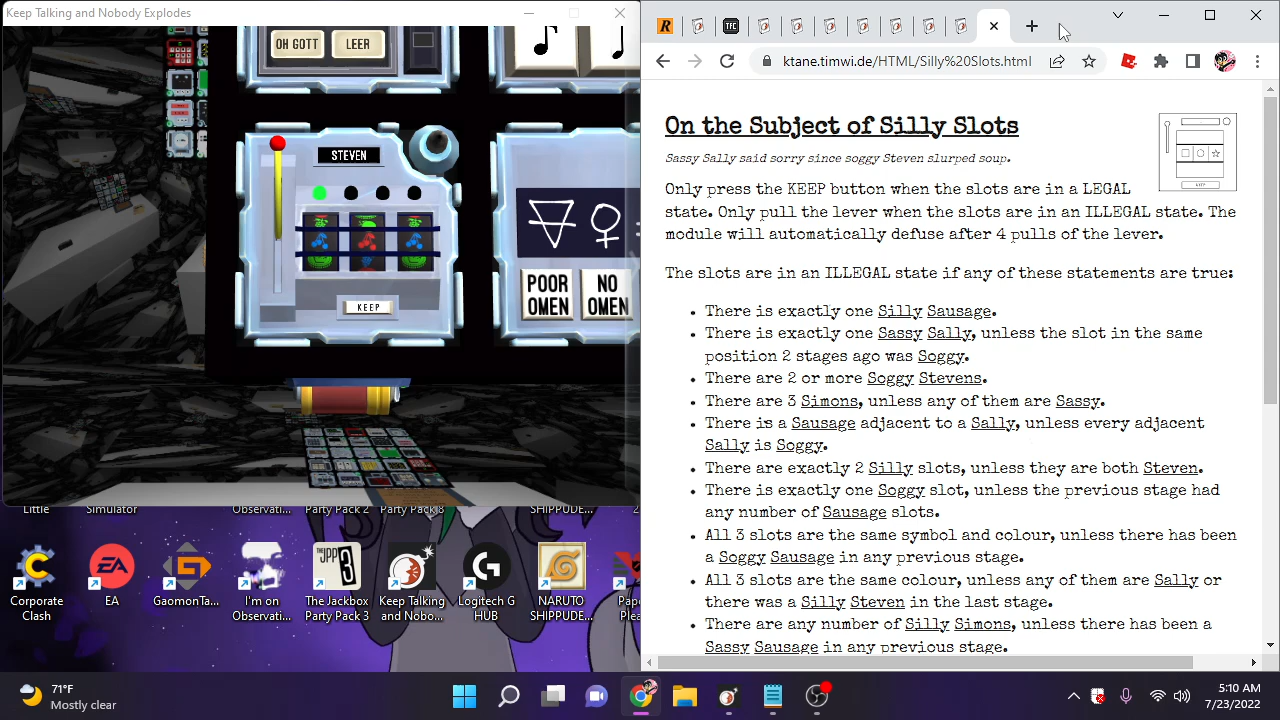 Keep Talking and Nobody Explodes
OH GOTT
LEER
STEVEN
KEEP
POOR
OMEN
NO
OMEN
TFC
ktane.timwi.de/HTML/Silly%20Slots.html
On the Subject of Silly Slots
Sassy Sally said sorry since soggy Steven slurped soup.
Only press the KEEP button when the slots are in a LEGAL
state. Only pull the lever when the slots are in an ILLEGAL state. The
module will automatically defuse after 4 pulls of the lever.
The slots are in an ILLEGAL state if any of these statements are true:
• There is exactly one Silly Sausage.
• There is exactly one Sassy Sally, unless the slot in the same
position 2 stages ago was Soggy.
• There are 2 or more Soggy Stevens.
• There are 3 Simons, unless any of them are Sassy.
• There is a Sausage adjacent to a Sally, unless every adjacent
Sally is Soggy.
• There are exactly 2 Silly slots, unless they are both Steven.
• There is exactly one Soggy slot, unless the previous stage had
any number of Sausage slots.
• All 3 slots are the same symbol and colour, unless there has been
a Soggy Sausage in any previous stage.
• All 3 slots are the same colour, unless any of them are Sally or
there was a Silly Steven in the last stage.
• There are any number of Silly Simons, unless there has been a
Sassy Sausage in any previous stage.
Little
Simulator
Observati...
Party Pack 2
Party Pack 8
SHIPPUDE...
2
Corporate
Clash
EA
EA
GaomonTa...
I'm on
Observati...
THE JPP 3
The Jackbox
Party Pack 3
Keep Talking
and Nobo...
Logitech G
HUB
NARUTO
SHIPPUDE...
Pape
Plea
71°F
Mostly clear
5:10 AM
7/23/2022